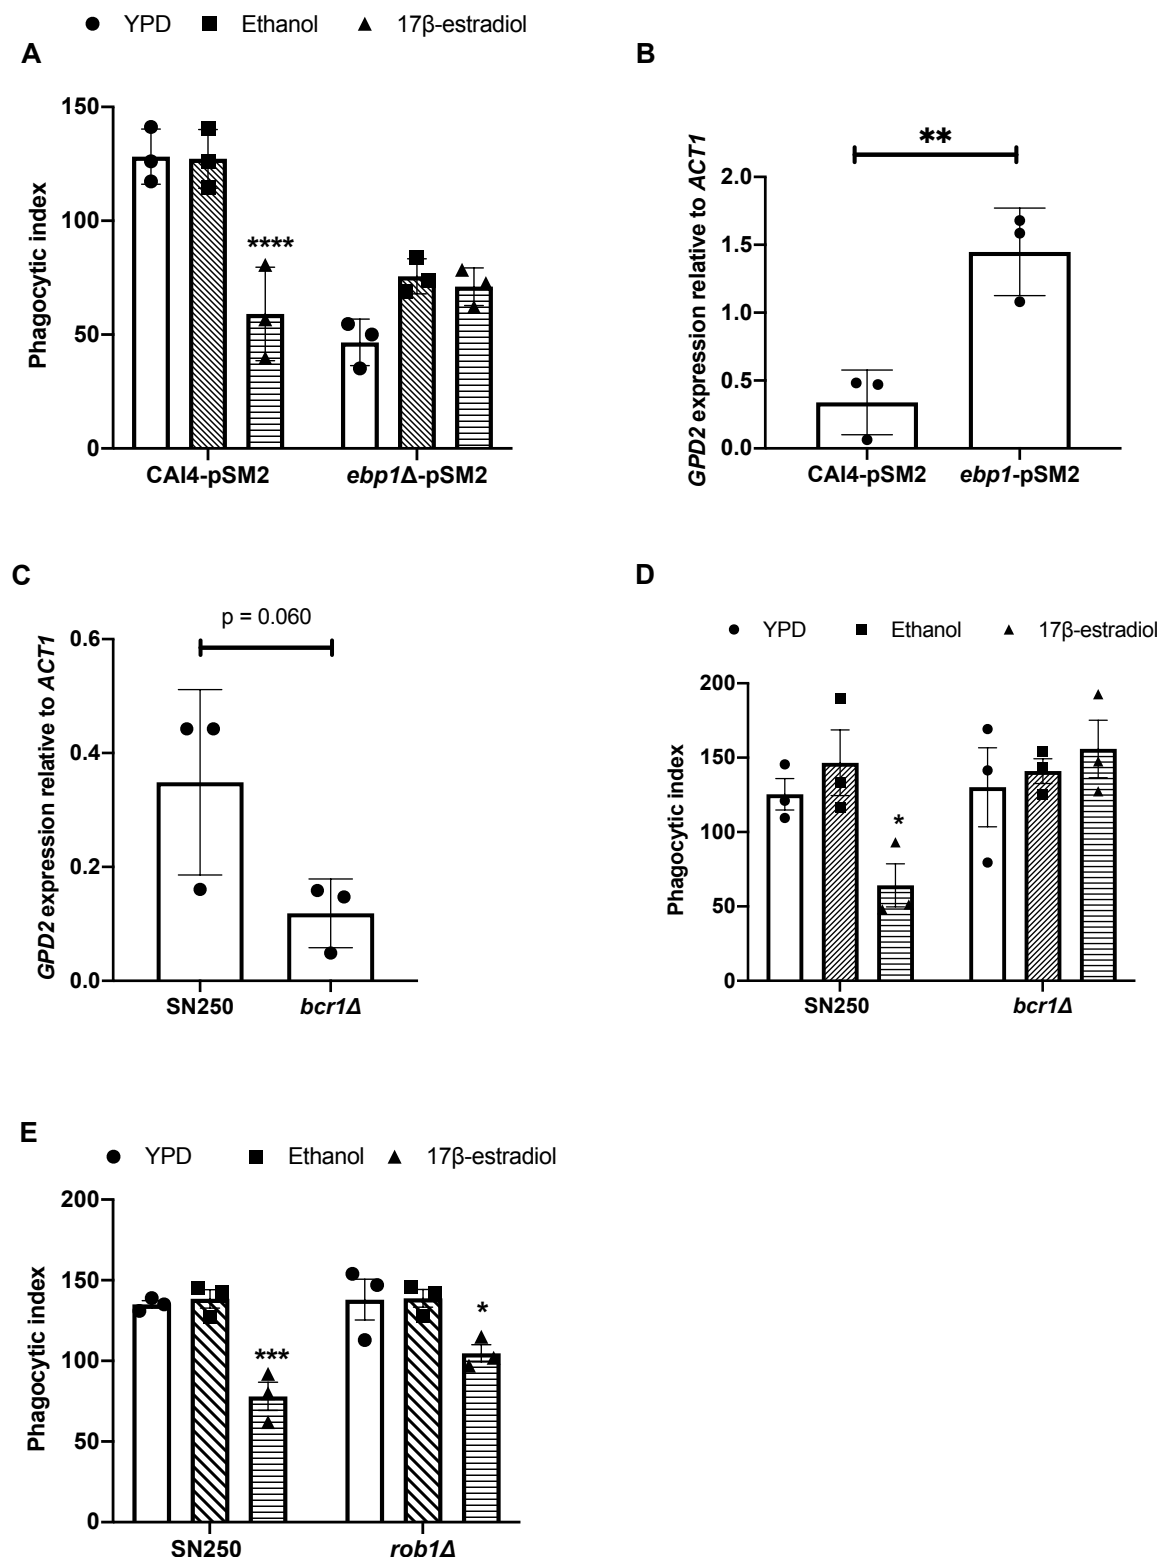 YPD Ethanol 17β-estradiol
A
Phagocytic index
150
100
50
0
****
CAI4-pSM2 ebp1Δ-pSM2
B
GPD2 expression relative to ACT1
2.0
1.5
1.0
0.5
0.0
**
CAI4-pSM2 ebp1-pSM2
C
GPD2 expression relative to ACT1
0.6
0.4
0.2
0.0
p = 0.060
SN250 bcr1Δ
D
YPD Ethanol 17β-estradiol
Phagocytic index
200
150
100
50
0
*
SN250 bcr1Δ
E
YPD Ethanol 17β-estradiol
Phagocytic index
200
150
100
50
0
***
*
SN250 rob1Δ